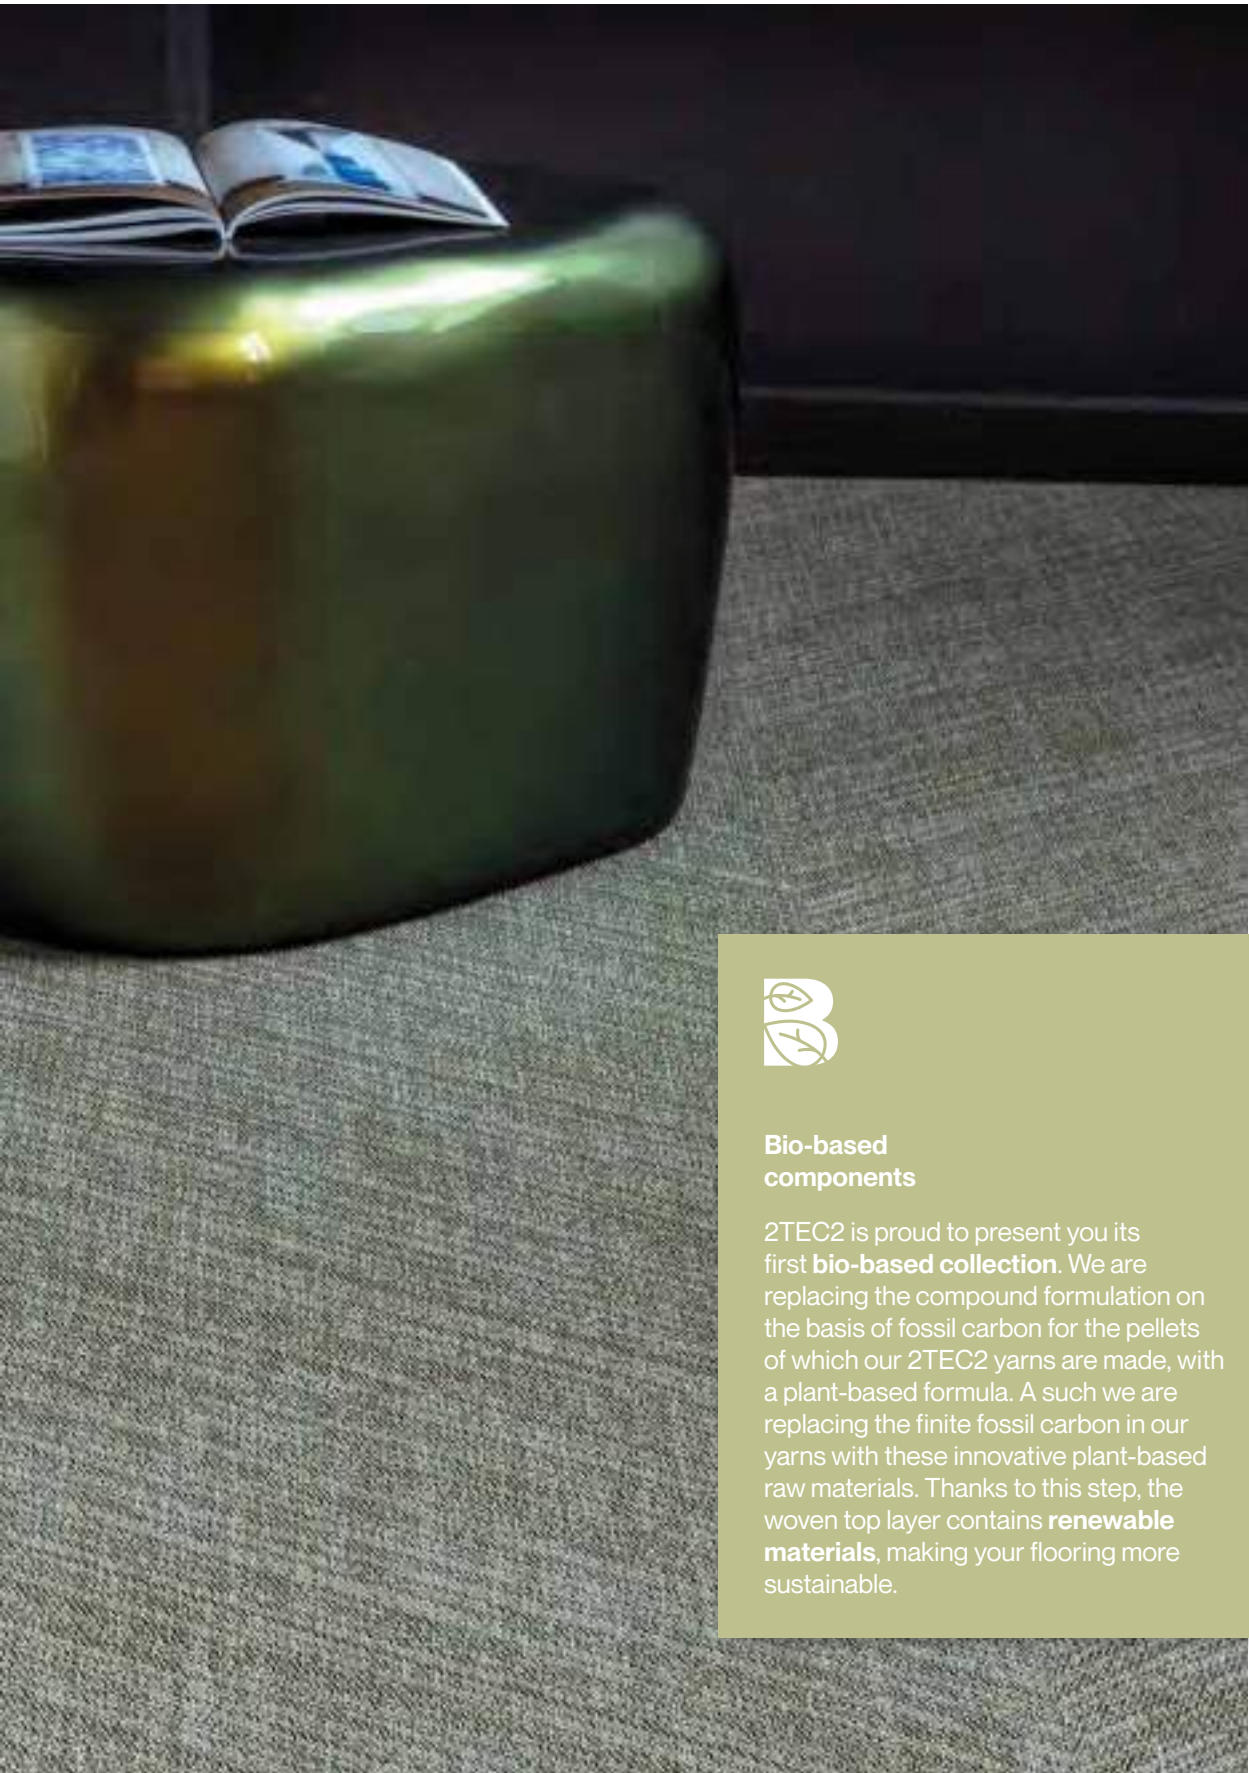 B
Bio-based
components
2TEC2 is proud to present you its
first bio-based collection. We are
replacing the compound formulation on
the basis of fossil carbon for the pellets
of which our 2TEC2 yarns are made, with
a plant-based formula. A such we are
replacing the finite fossil carbon in our
yarns with these innovative plant-based
raw materials. Thanks to this step, the
woven top layer contains renewable
materials, making your flooring more
sustainable.